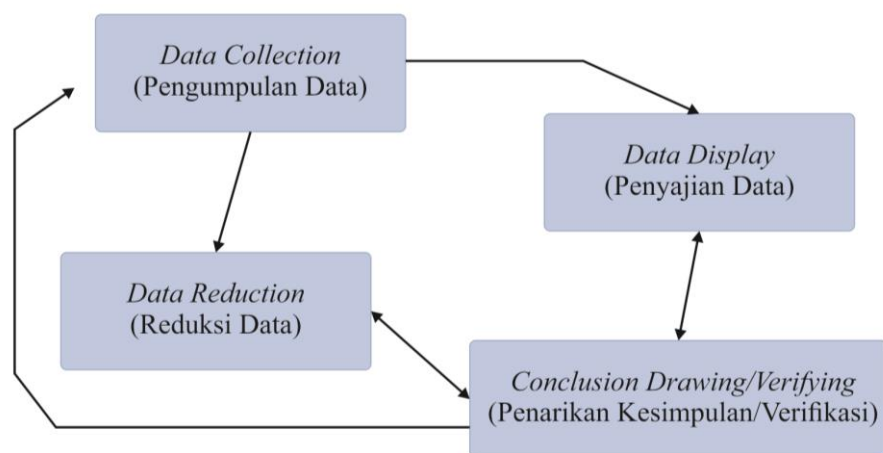 Data Collection
(Pengumpulan Data)
Data Display
(Penyajian Data)
Data Reduction
(Reduksi Data)
Conclusion Drawing/Verifying
(Penarikan Kesimpulan/Verifikasi)